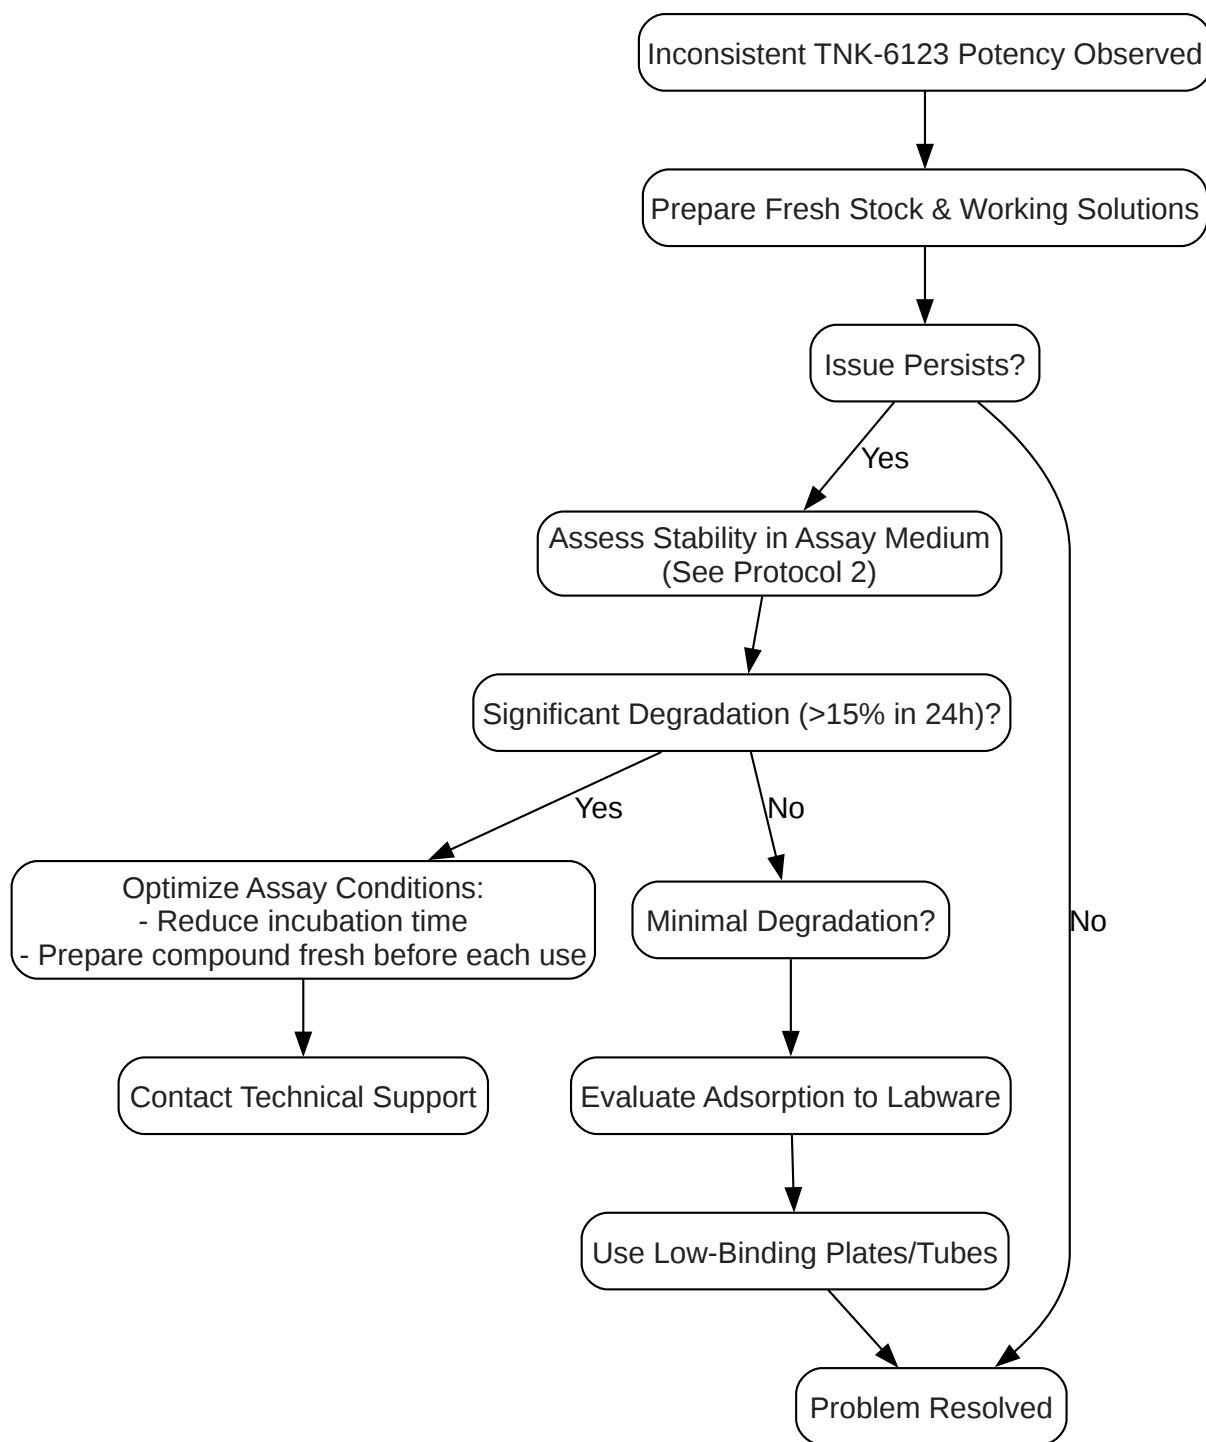 Inconsistent TNK-6123 Potency Observed
Prepare Fresh Stock & Working Solutions
Issue Persists?
Yes
Assess Stability in Assay Medium
(See Protocol 2)
Significant Degradation (>15% in 24h)?
Yes
No
Optimize Assay Conditions:
- Reduce incubation time
- Prepare compound fresh before each use
Minimal Degradation?
No
Contact Technical Support
Evaluate Adsorption to Labware
Use Low-Binding Plates/Tubes
Problem Resolved